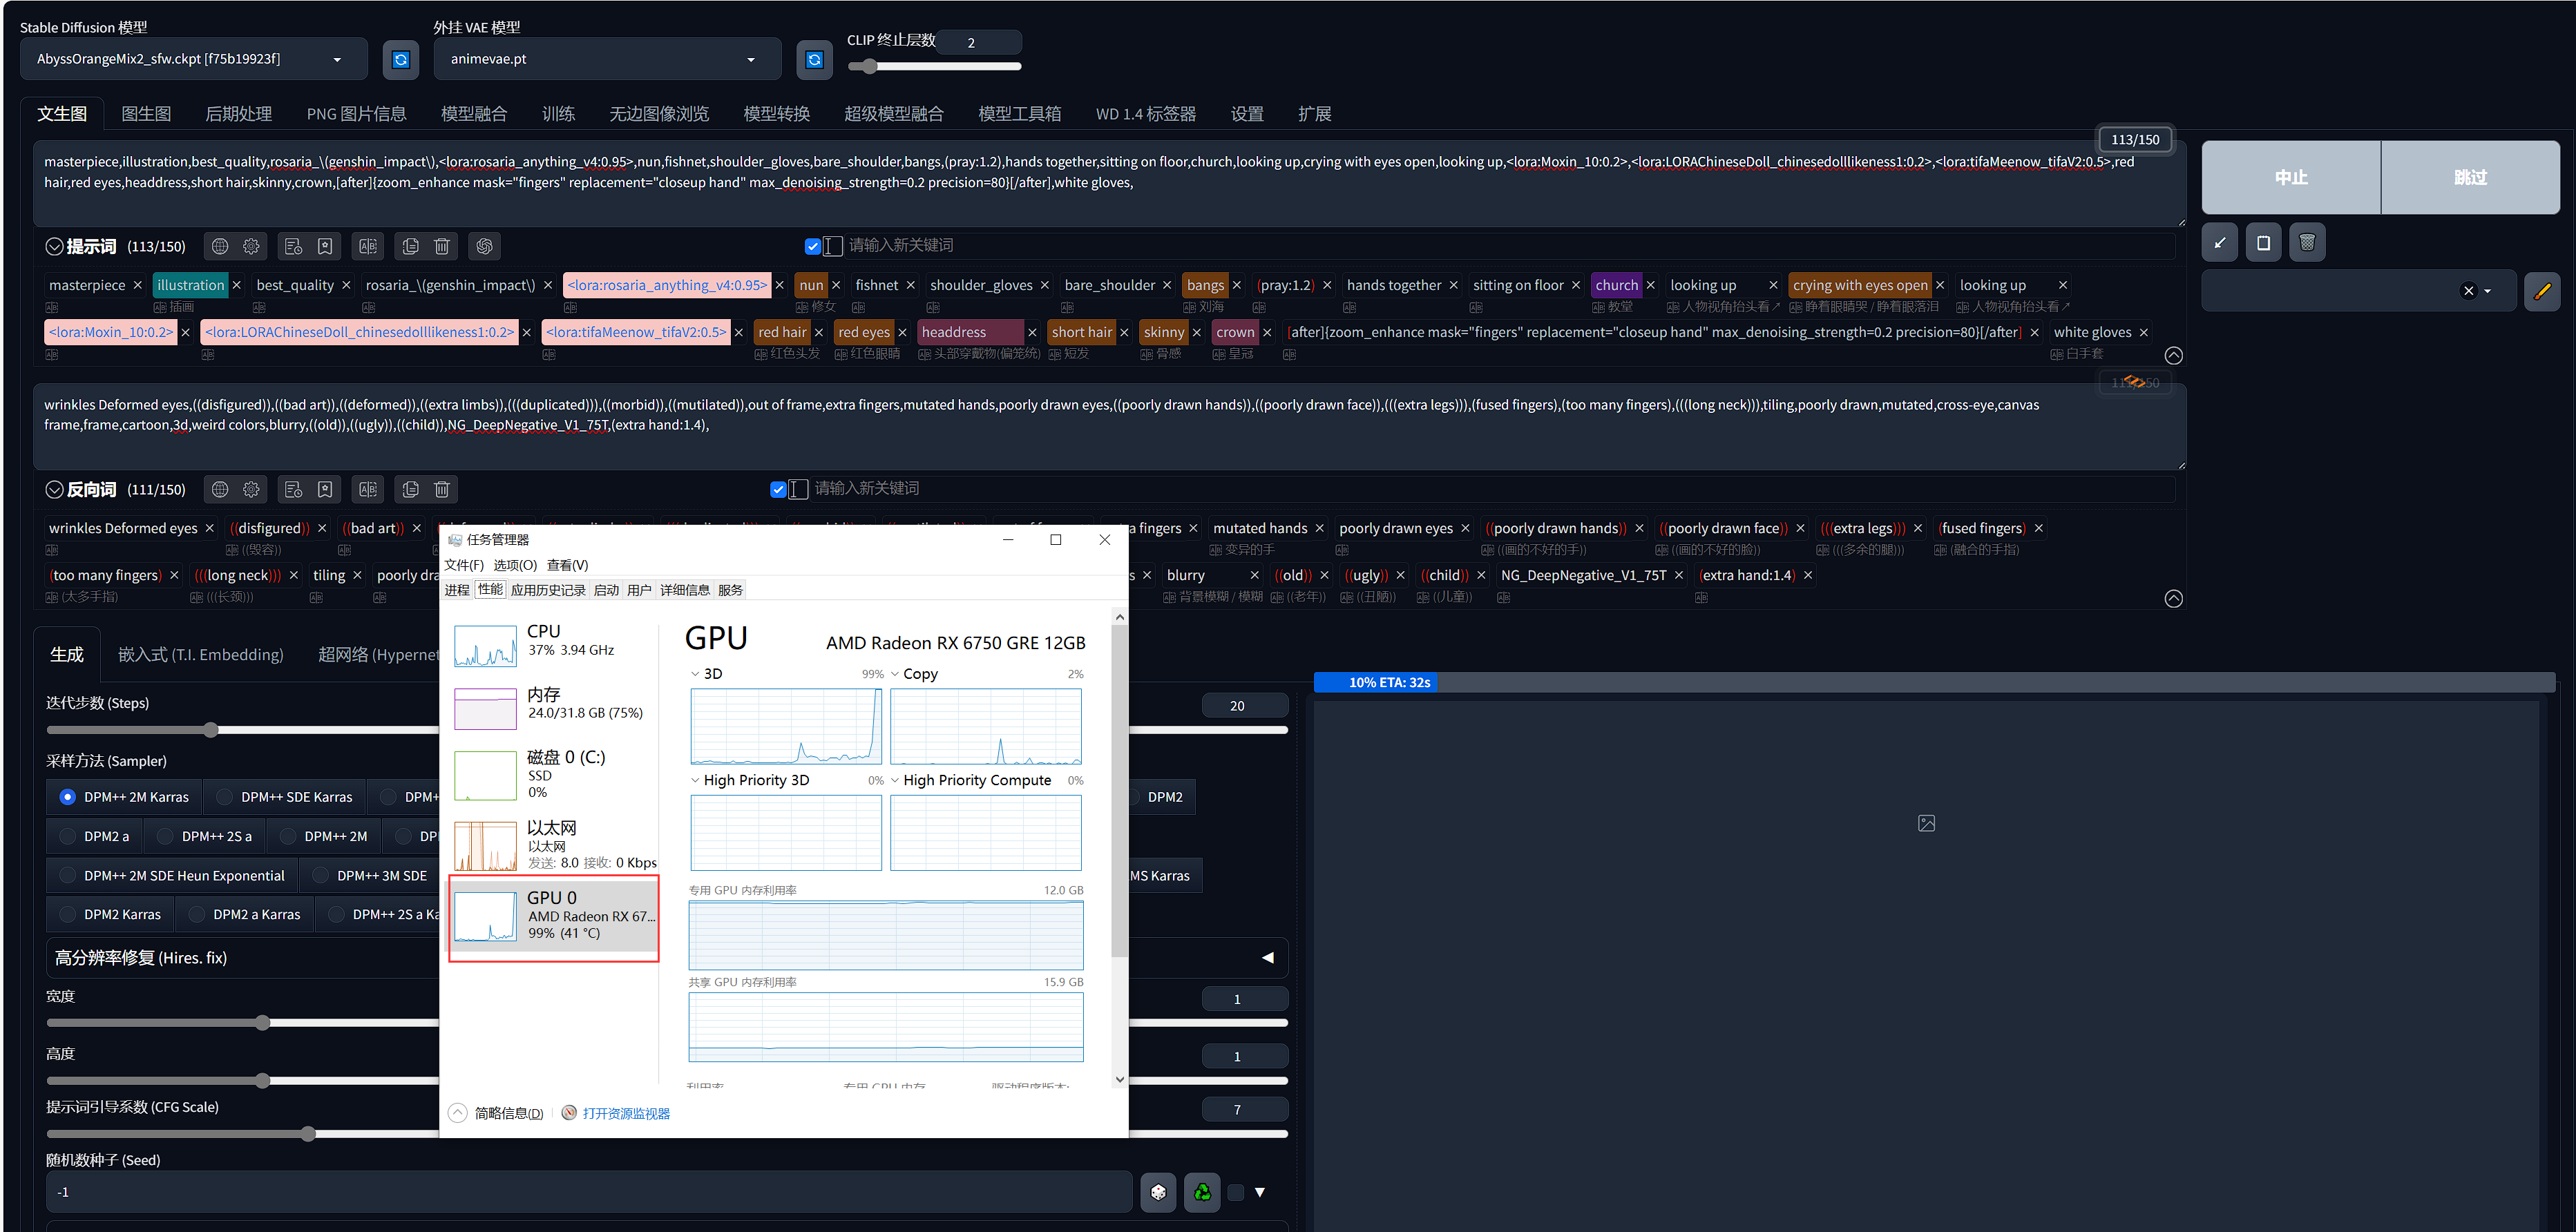 Stable Diffusion 模型
外挂 VAE 模型
CLIP 终止层数
2
AbyssOrangeMix2_sfw.ckpt [f75b19923f]
animevae.pt
文生图 图生图 后期处理 PNG 图片信息 模型融合 训练 无边图像浏览 模型转换 超级模型融合 模型工具箱 WD 1.4 标签器 设置 扩展
113/150
masterpiece,illustration,best_quality,rosaria_\(genshin_impact\),<lora:rosaria_anything_v4:0.95>,nun,fishnet,shoulder_gloves,bare_shoulder,bangs,(pray:1.2),hands together,sitting on floor,church,looking up,crying with eyes open,looking up,<lora:Moxin_10:0.2>,<lora:LORAChineseDoll_chinesedolllikeness1:0.2>,<lora:tifaMeenow_tifaV2:0.5>,red
hair,red eyes,headdress,short hair,skinny,crown,[after]{zoom_enhance mask="fingers" replacement="closeup hand" max_denoising_strength=0.2 precision=80}[/after],white gloves,
中止 跳过
提示词 (113/150)
请输入新关键词
masterpiece × illustration × best_quality × rosaria_\(genshin_impact\) × <lora:rosaria_anything_v4:0.95> × nun × fishnet × shoulder_gloves × bare_shoulder × bangs × (pray:1.2) × hands together × sitting on floor × church × looking up × crying with eyes open × looking up ×
插画 修女 刘海 教堂 人物视角抬头看↗ 睁着眼睛哭 / 睁着眼落泪 人物视角抬头看↗
<lora:Moxin_10:0.2> × <lora:LORAChineseDoll_chinesedolllikeness1:0.2> × <lora:tifaMeenow_tifaV2:0.5> × red hair × red eyes × headdress × short hair × skinny × crown × [after]{zoom_enhance mask="fingers" replacement="closeup hand" max_denoising_strength=0.2 precision=80}[/after] × white gloves ×
红色头发 红色眼睛 头部穿戴物(偏笼统) 短发 骨感 皇冠 白手套
wrinkles Deformed eyes,((disfigured)),((bad art)),((deformed)),((extra limbs)),(((duplicated))),((morbid)),((mutilated)),out of frame,extra fingers,mutated hands,poorly drawn eyes,((poorly drawn hands)),((poorly drawn face)),(((extra legs))),(fused fingers),(too many fingers),(((long neck))),tiling,poorly drawn,mutated,cross-eye,canvas
frame,frame,cartoon,3d,weird colors,blurry,((old)),((ugly)),((child)),NG_DeepNegative_V1_75T,(extra hand:1.4),
反向词 (111/150)
请输入新关键词
wrinkles Deformed eyes × ((disfigured)) × ((bad art)) × a fingers × mutated hands × poorly drawn eyes × ((poorly drawn hands)) × ((poorly drawn face)) × (((extra legs))) × (fused fingers) ×
((毁容)) 变异的手 ((画的不好的手)) ((画的不好的脸)) (((多余的腿))) (融合的手指)
(too many fingers) × (((long neck))) × tiling × poorly dra s × blurry × ((old)) × ((ugly)) × ((child)) × NG_DeepNegative_V1_75T × (extra hand:1.4) ×
(太多手指) (((长颈))) 背景模糊 / 模糊 ((老年)) ((丑陋)) ((儿童))
任务管理器
文件(F) 选项(O) 查看(V)
进程 性能 应用历史记录 启动 用户 详细信息 服务
CPU
37% 3.94 GHz
内存
24.0/31.8 GB (75%)
磁盘 0 (C:)
SSD
0%
以太网
以太网
发送: 8.0 接收: 0 Kbps
GPU 0
AMD Radeon RX 67...
99% (41 °C)
GPU
AMD Radeon RX 6750 GRE 12GB
3D 99% Copy 2%
High Priority 3D 0% High Priority Compute 0%
专用 GPU 内存利用率 12.0 GB
共享 GPU 内存利用率 15.9 GB
简略信息(D) 打开资源监视器
生成 嵌入式 (T.I. Embedding) 超网络 (Hypernet
10% ETA: 32s
迭代步数 (Steps)
20
采样方法 (Sampler)
DPM++ 2M Karras DPM++ SDE Karras DPM+ DPM2
DPM2 a DPM++ 2S a DPM++ 2M DP
DPM++ 2M SDE Heun Exponential DPM++ 3M SDE MS Karras
DPM2 Karras DPM2 a Karras DPM++ 2S a Ka
高分辨率修复 (Hires. fix)
宽度
1
高度
1
提示词引导系数 (CFG Scale)
7
随机数种子 (Seed)
-1